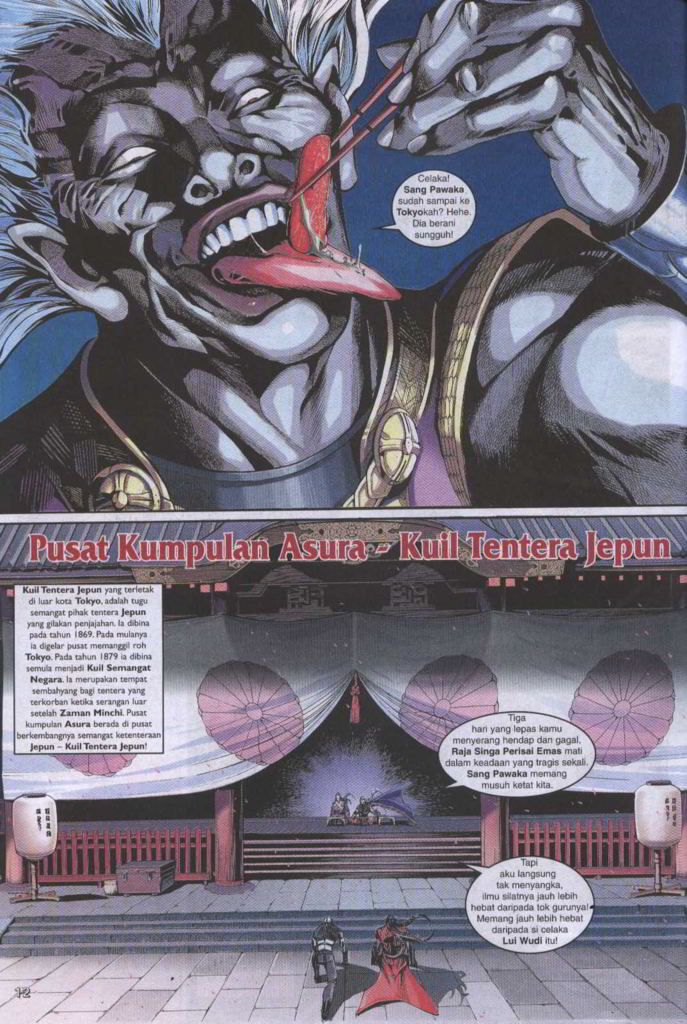 Celaka!
Sang Pawaka
sudah sampai ke
Tokyokah? Hehe.
Dia berani
sungguh!
Pusat Kumpulan Asura - Kuil Tentera Jepun
Kuil Tentera Jepun yang terletak
di luar kota Tokyo, adalah tugu
semangat pihak tentera Jepun
yang gilakan penjajahan. Ia dibina
pada tahun 1869. Pada mulanya
ia digelar pusat memanggil roh
Tokyo. Pada tahun 1879 ia dibina
semula menjadi Kuil Semangat
Negara. Ia merupakan tempat
sembahyang bagi tentera yang
terkorban ketika serangan luar
setelah Zaman Minchi. Pusat
kumpulan Asura berada di pusat
berkembangnya semangat ketenteraan
Jepun – Kuil Tentera Jepun!
Tiga
hari yang lepas kamu
menyerang hendap dan gagal,
Raja Singa Perisai Emas mati
dalam keadaan yang tragis sekali.
Sang Pawaka memang
musuh ketat kita.
Tapi
aku langsung
tak menyangka,
ilmu silatnya jauh lebih
hebat daripada tok gurunya!
Memang jauh lebih hebat
daripada si celaka
Lui Wudi itu!
12